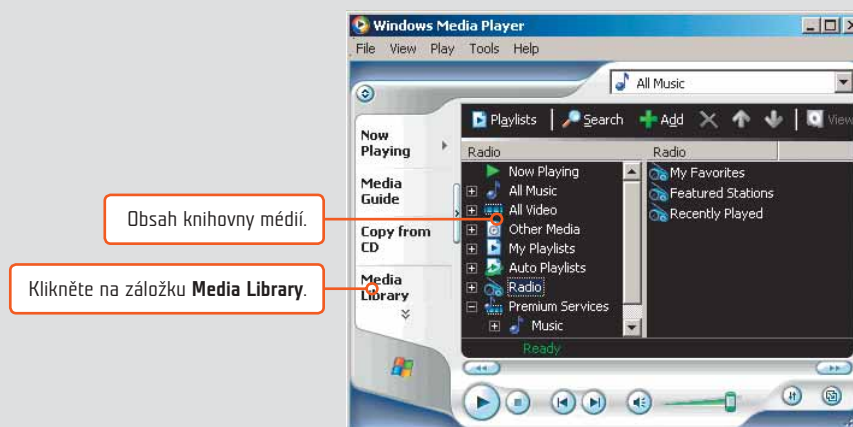 Windows Media Player
File View Play Tools Help
All Music
Playlists Search Add View
Now
Playing
Media
Guide
Copy from
CD
Media
Library
Radio Radio
Now Playing
All Music
All Video
Other Media
My Playlists
Auto Playlists
Radio
Premium Services
Music
My Favorites
Featured Stations
Recently Played
Ready
Obsah knihovny médií.
Klikněte na záložku Media Library.